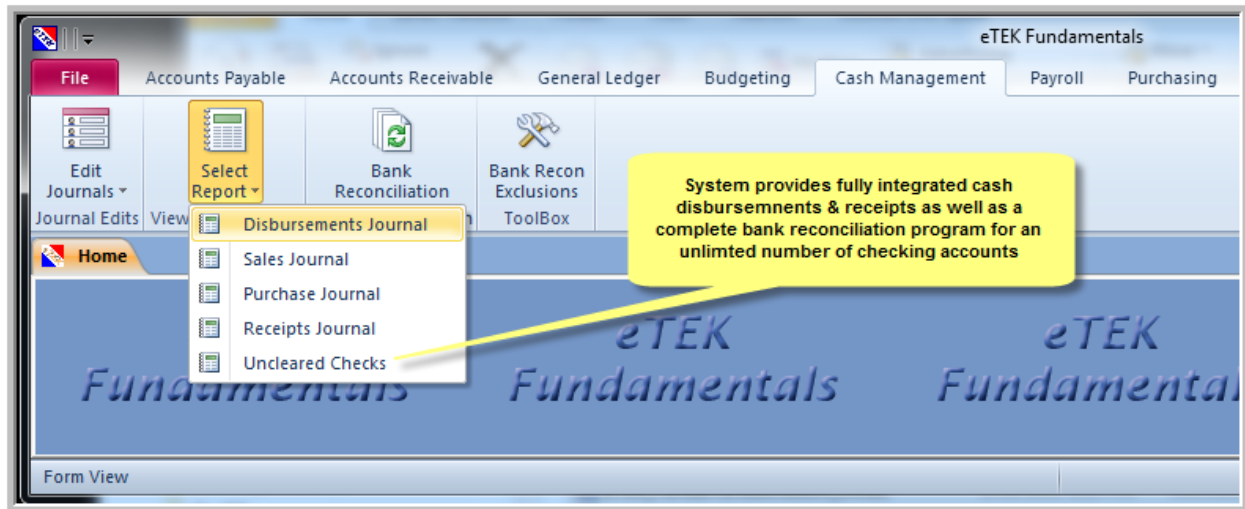 eTEK Fundamentals
File Accounts Payable Accounts Receivable General Ledger Budgeting Cash Management Payroll Purchasing
Edit
Journals
Select
Report
Bank
Reconciliation
Bank Recon
Exclusions
Journal Edits View ToolBox
System provides fully integrated cash
disbursemnents & receipts as well as a
complete bank reconciliation program for an
unlimted number of checking accounts
Home
Disbursements Journal
Sales Journal
Purchase Journal
Receipts Journal
Uncleared Checks
eTEK
Fundamentals
eTEK
Fundamental
Fundamentals
Form View